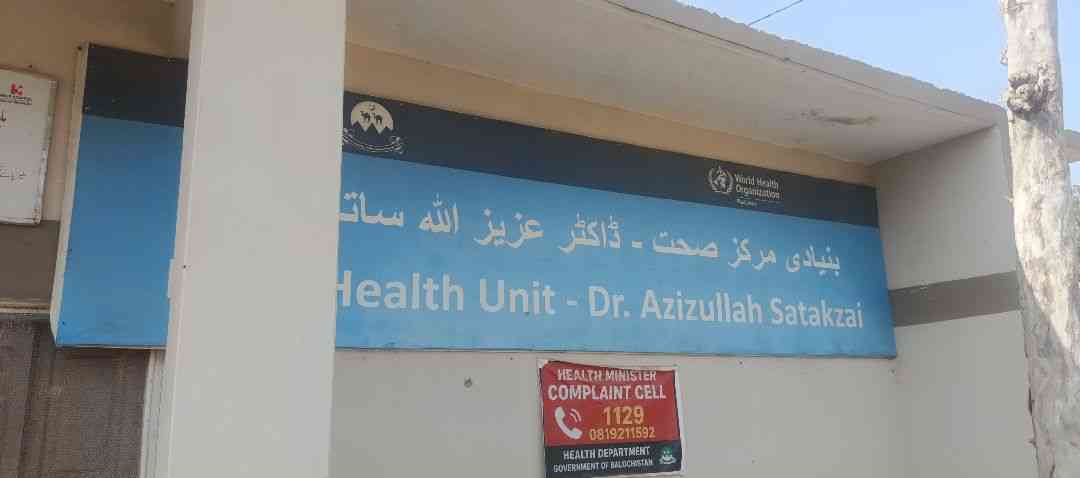 World Health
Organization
بنیادی مرکز صحت - ڈاکٹر عزیز اللہ ساتـ
Health Unit - Dr. Azizullah Satakzai
HEALTH MINISTER
COMPLAINT CELL
1129
0819211592
HEALTH DEPARTMENT
GOVERNMENT OF BALOCHISTAN